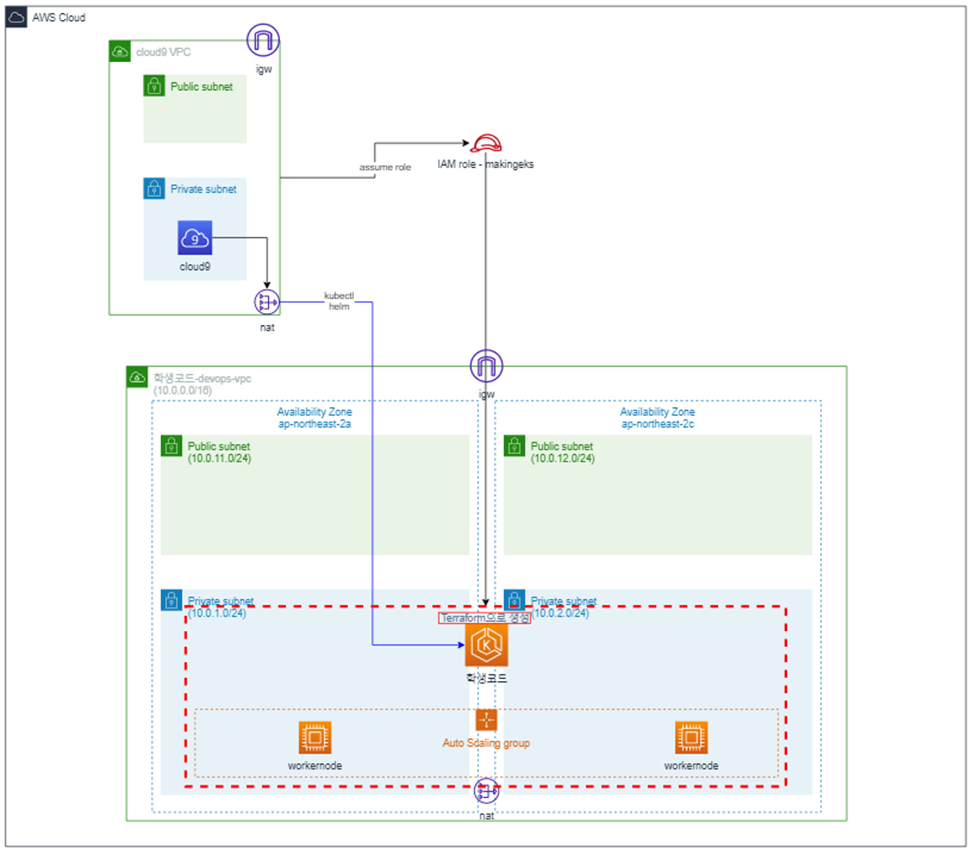 AWS Cloud
cloud9 VPC
igw
Public subnet
assume role
IAM role - makingeks
Private subnet
cloud9
kubectl
helm
nat
학생코드-devops-vpc
(10.0.0.0/16)
igw
Availability Zone
ap-northeast-2a
Availability Zone
ap-northeast-2c
Public subnet
(10.0.11.0/24)
Public subnet
(10.0.12.0/24)
Private subnet
(10.0.1.0/24)
Private subnet
(10.0.2.0/24)
Terraform으로 생성
학생코드
Auto Scaling group
workernode
workernode
nat